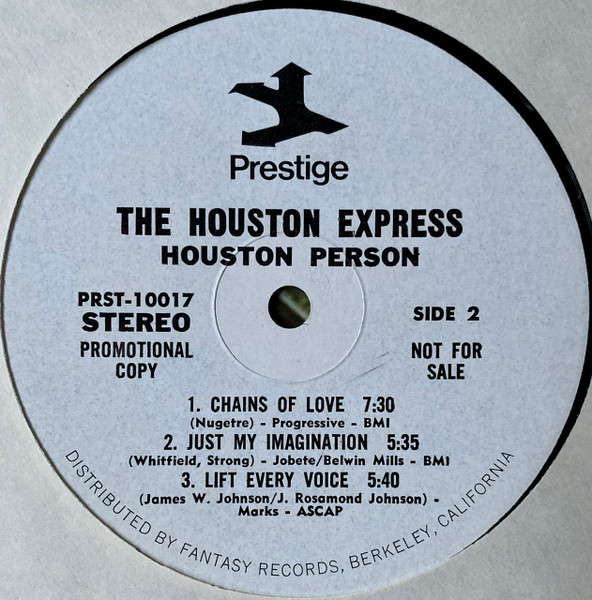 Prestige
THE HOUSTON EXPRESS
HOUSTON PERSON
PRST-10017
STEREO
PROMOTIONAL
COPY
SIDE 2
NOT FOR
SALE
1. CHAINS OF LOVE 7:30
(Nugetre) - Progressive - BMI
2. JUST MY IMAGINATION 5:35
(Whitfield, Strong) - Jobete/Belwin Mills - BMI
3. LIFT EVERY VOICE 5:40
(James W. Johnson/J. Rosamond Johnson) -
Marks - ASCAP
DISTRIBUTED BY FANTASY RECORDS, BERKELEY, CALIFORNIA